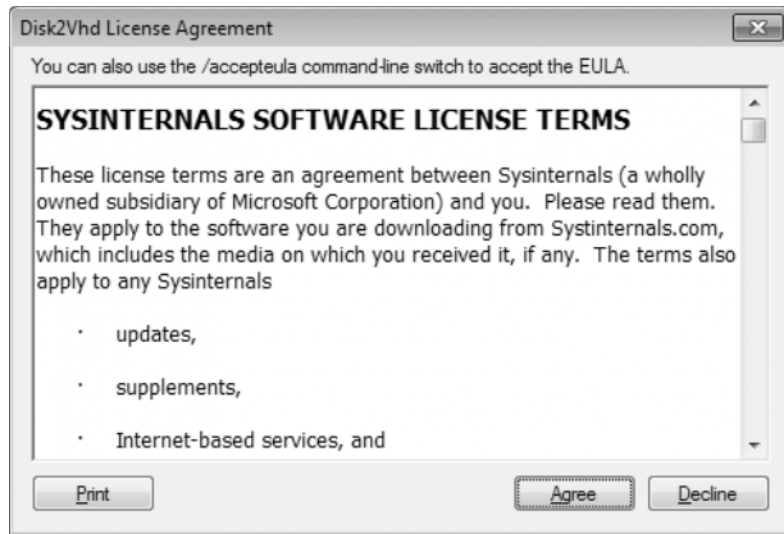 Disk2Vhd License Agreement
You can also use the /accepteula command-line switch to accept the EULA.
SYSINTERNALS SOFTWARE LICENSE TERMS
These license terms are an agreement between Sysinternals (a wholly
owned subsidiary of Microsoft Corporation) and you.  Please read them.
They apply to the software you are downloading from Systinternals.com,
which includes the media on which you received it, if any.  The terms also
apply to any Sysinternals
· updates,
· supplements,
· Internet-based services, and
Print Agree Decline